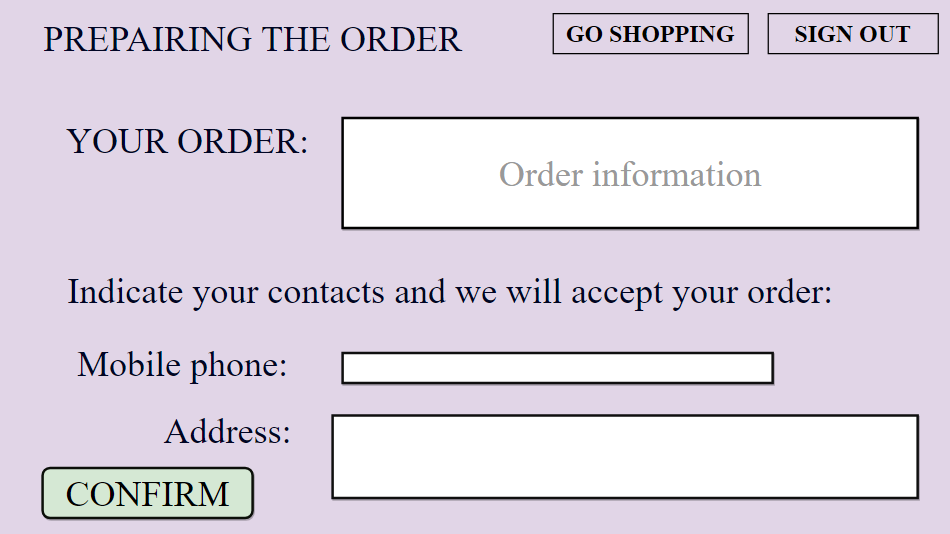 PREPAIRING THE ORDER
GO SHOPPING
SIGN OUT
YOUR ORDER:
Order information
Indicate your contacts and we will accept your order:
Mobile phone:
Address:
CONFIRM